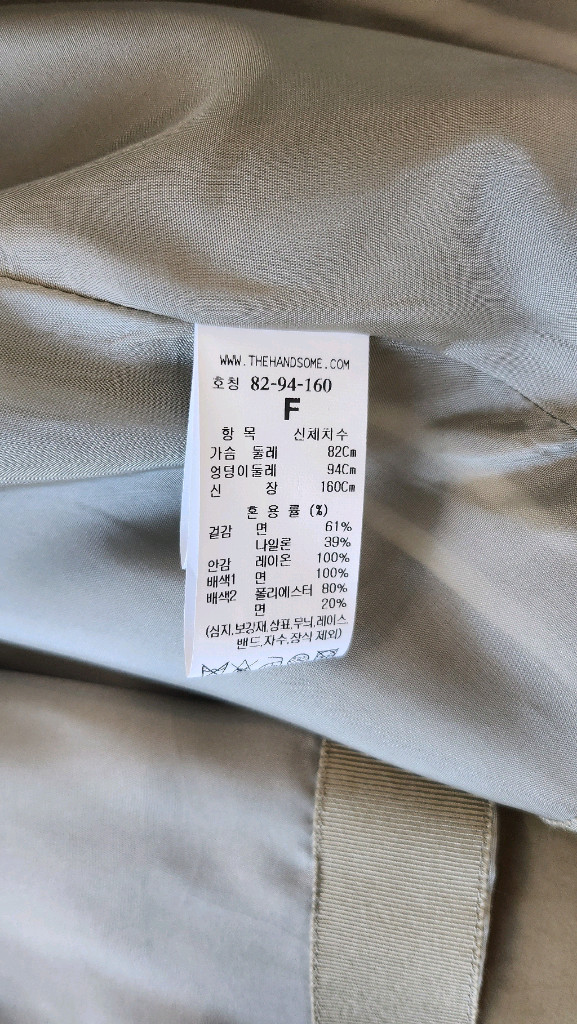 WWW.THEHANDSOME.COM
호칭 82-94-160
F
항 목 신체치수
가슴 둘레 82Cm
엉덩이둘레 94Cm
신 장 160Cm
혼 용 률 (%)
겉감 면 61%
나일론 39%
안감 레이온 100%
배색1 면 100%
배색2 폴리에스터 80%
면 20%
(심지,보강재,상표,무늬,레이스
밴드,자수,장식 제외)